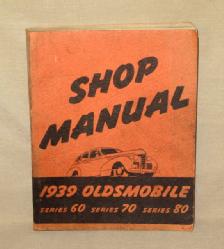 SHOP
MANUAL
1939 OLDSMOBILE
SERIES 60 SERIES 70 SERIES 80